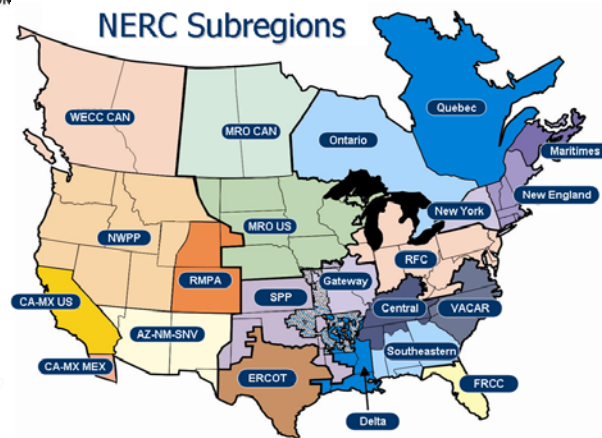 NERC Subregions
WECC CAN
MRO CAN
Ontario
Quebec
Maritimes
New England
New York
MRO US
NWPP
RFC
RMPA
Gateway
SPP
CA-MX US
Central
VACAR
AZ-NM-SNV
Southeastern
CA-MX MEX
ERCOT
FRCC
Delta